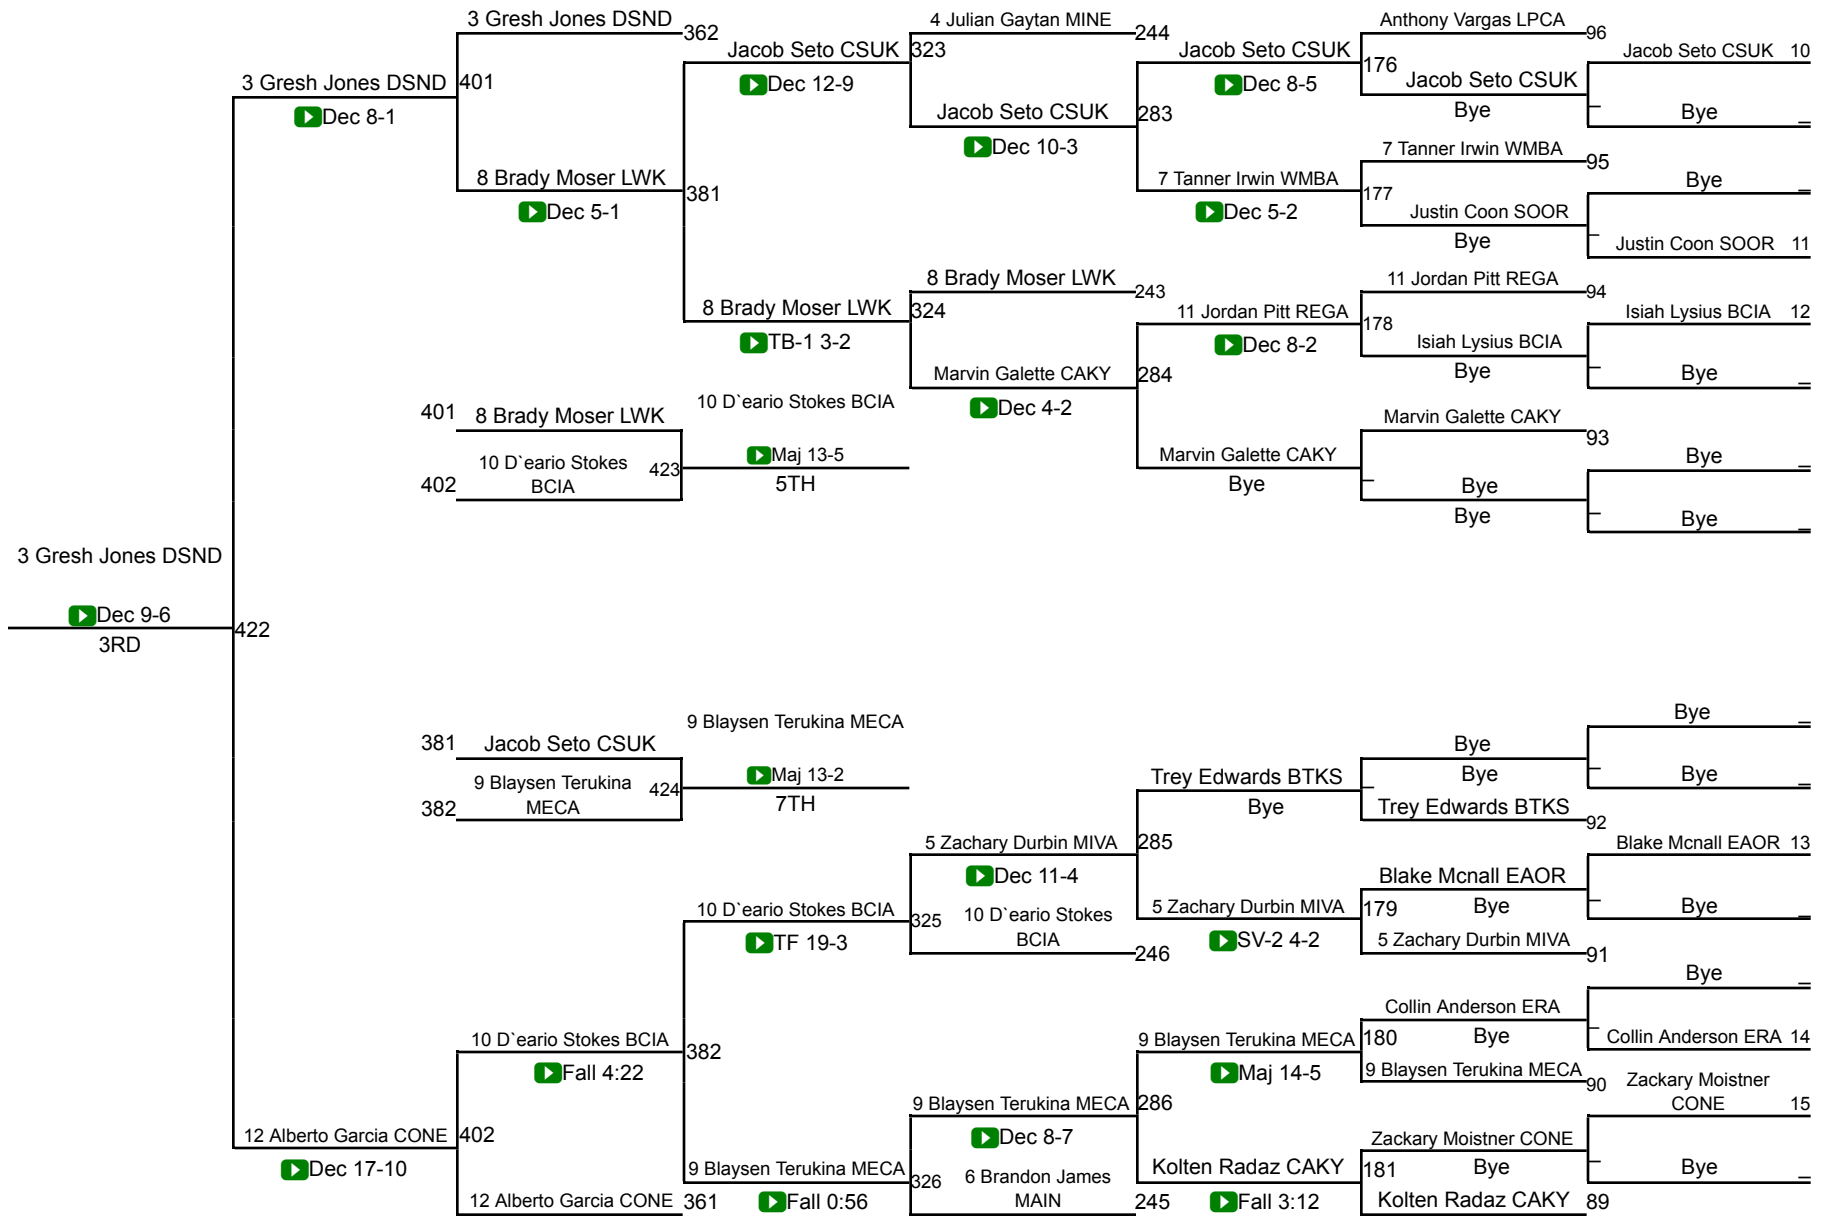 3 Gresh Jones DSND
362
4 Julian Gaytan MINE
244
Anthony Vargas LPCA
96
Jacob Seto CSUK
323
Jacob Seto CSUK
Jacob Seto CSUK 10
3 Gresh Jones DSND
401
Dec 12-9
Dec 8-5
176
Jacob Seto CSUK
Dec 8-1
Jacob Seto CSUK
283
Bye
_
Bye
_
Dec 10-3
7 Tanner Irwin WMBA
95
8 Brady Moser LWK
381
7 Tanner Irwin WMBA
177
Bye
_
Dec 5-1
Dec 5-2
Justin Coon SOOR
Bye
_
Justin Coon SOOR 11
8 Brady Moser LWK
243
11 Jordan Pitt REGA
94
8 Brady Moser LWK
324
11 Jordan Pitt REGA
178
Isiah Lysius BCIA 12
TB-1 3-2
Dec 8-2
Isiah Lysius BCIA
Marvin Galette CAKY
284
Bye
_
Bye
_
401
8 Brady Moser LWK
10 D`eario Stokes BCIA
Dec 4-2
Marvin Galette CAKY
93
10 D`eario Stokes
BCIA
423
Maj 13-5
Marvin Galette CAKY
Bye
_
402
5TH
Bye
_
Bye
Bye
_
Bye
_
3 Gresh Jones DSND
Dec 9-6
422
3RD
9 Blaysen Terukina MECA
Bye
_
381
Jacob Seto CSUK
Bye
9 Blaysen Terukina
MECA
424
Maj 13-2
Trey Edwards BTKS
_
Bye
_
Bye
_
382
7TH
Bye
Trey Edwards BTKS
92
5 Zachary Durbin MIVA
285
Blake Mcnall EAOR 13
Dec 11-4
Blake Mcnall EAOR
10 D`eario Stokes BCIA
325
10 D`eario Stokes
BCIA
5 Zachary Durbin MIVA
179
Bye
_
Bye
_
TF 19-3
246
SV-2 4-2
5 Zachary Durbin MIVA
91
Bye
_
Collin Anderson ERA
10 D`eario Stokes BCIA
382
9 Blaysen Terukina MECA
180
Bye
_
Collin Anderson ERA 14
Fall 4:22
Maj 14-5
9 Blaysen Terukina MECA
90
Zackary Moistner
CONE
15
9 Blaysen Terukina MECA
286
12 Alberto Garcia CONE
402
Dec 8-7
Zackary Moistner CONE
Dec 17-10
9 Blaysen Terukina MECA
326
6 Brandon James
MAIN
Kolten Radaz CAKY
181
Bye
_
Bye
_
12 Alberto Garcia CONE
361
Fall 0:56
245
Fall 3:12
Kolten Radaz CAKY
89